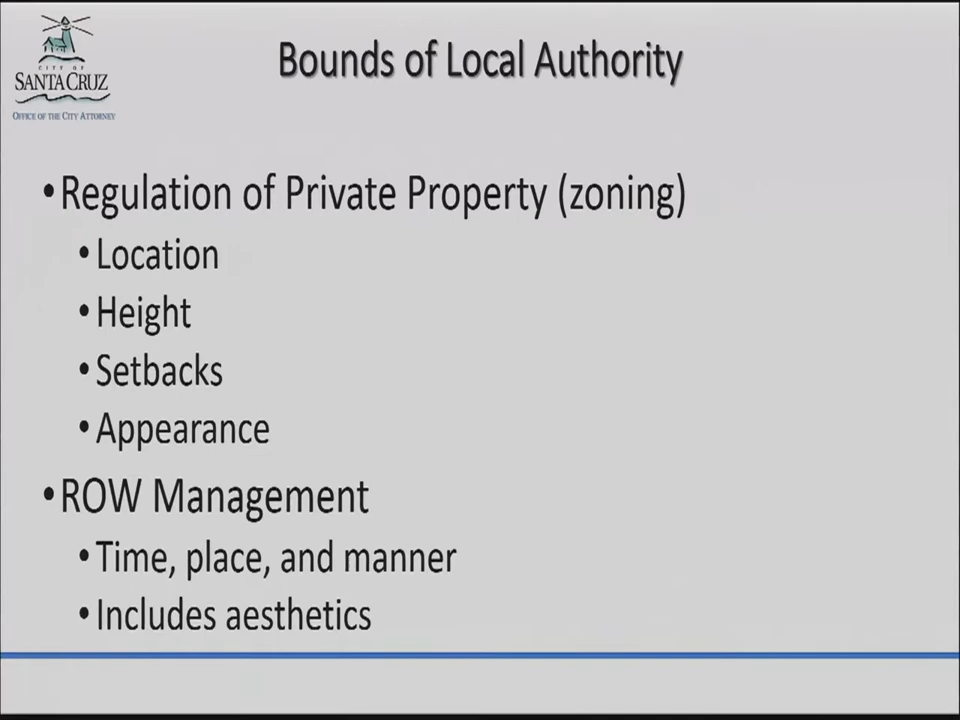 CITY OF
SANTA CRUZ
OFFICE OF THE CITY ATTORNEY
Bounds of Local Authority
•Regulation of Private Property (zoning)
•Location
•Height
•Setbacks
•Appearance
•ROW Management
•Time, place, and manner
•Includes aesthetics